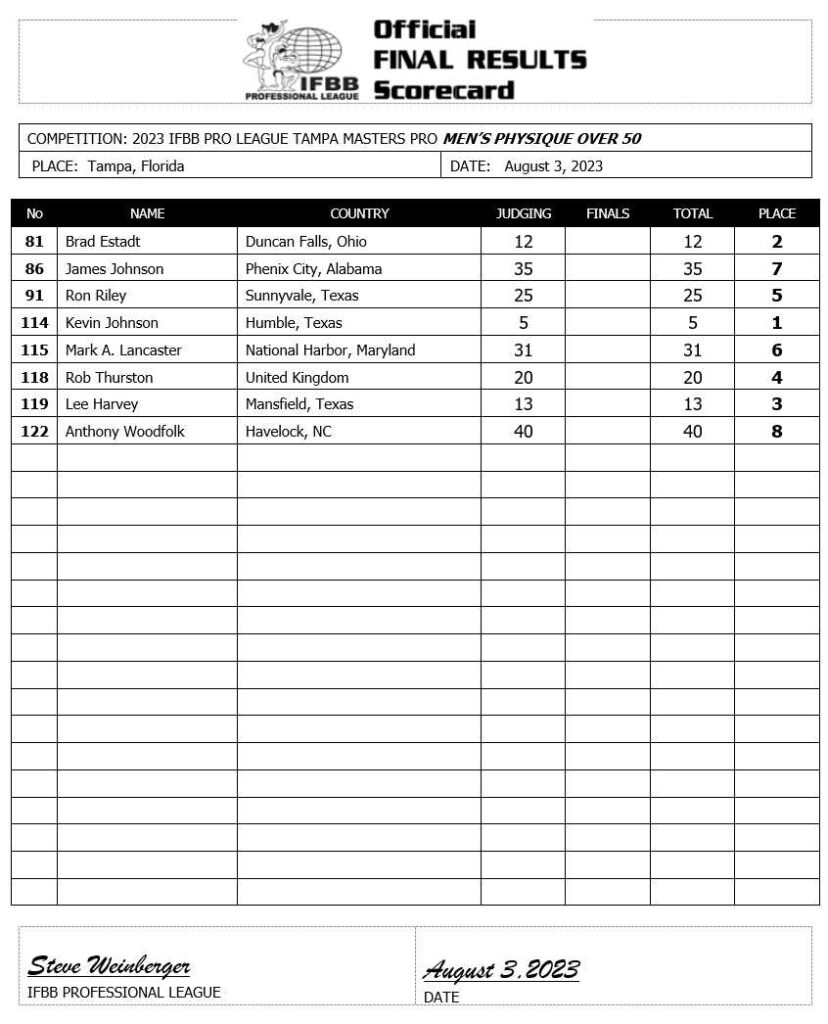 Official
FINAL RESULTS
Scorecard
IFBB
PROFESSIONAL LEAGUE
COMPETITION: 2023 IFBB PRO LEAGUE TAMPA MASTERS PRO MEN'S PHYSIQUE OVER 50
PLACE: Tampa, Florida DATE: August 3, 2023
No NAME COUNTRY JUDGING FINALS TOTAL PLACE
81 Brad Estadt Duncan Falls, Ohio 12 12 2
86 James Johnson Phenix City, Alabama 35 35 7
91 Ron Riley Sunnyvale, Texas 25 25 5
114 Kevin Johnson Humble, Texas 5 5 1
115 Mark A. Lancaster National Harbor, Maryland 31 31 6
118 Rob Thurston United Kingdom 20 20 4
119 Lee Harvey Mansfield, Texas 13 13 3
122 Anthony Woodfolk Havelock, NC 40 40 8
Steve Weinberger August 3, 2023
IFBB PROFESSIONAL LEAGUE DATE